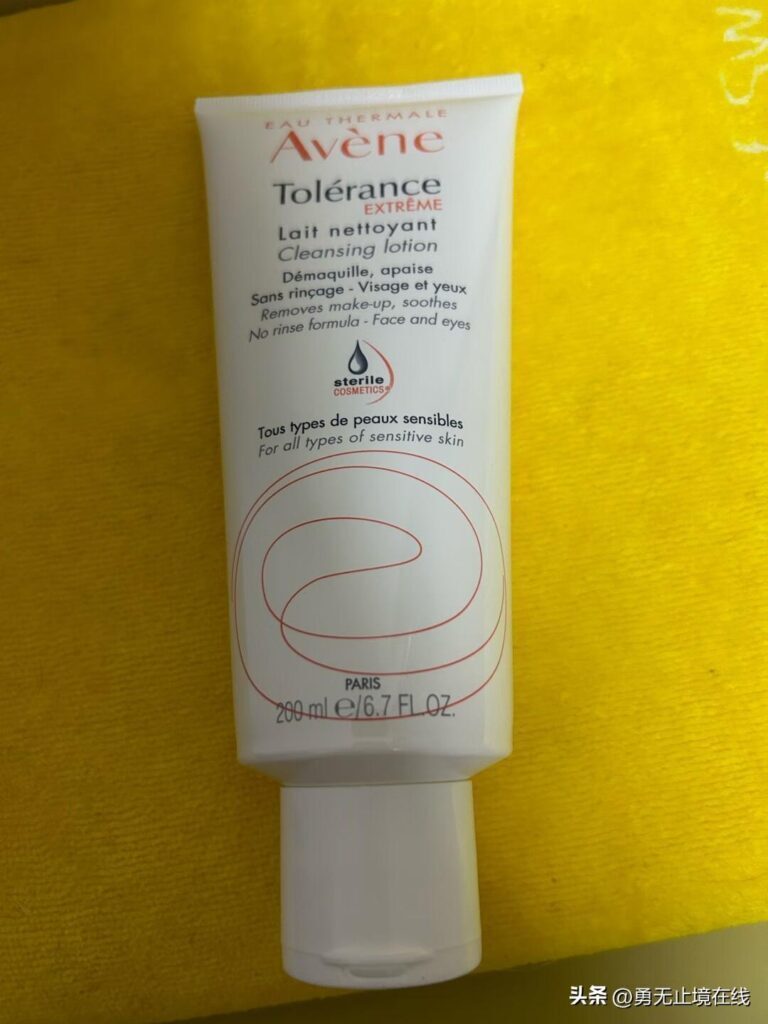 EAU THERMALE
Avène
Tolérance
EXTRÊME
Lait nettoyant
Cleansing lotion
Démaquille, apaise
Sans rinçage - Visage et yeux
Removes make-up, soothes
No rinse formula - Face and eyes
sterile
COSMETICS®
Tous types de peaux sensibles
For all types of sensitive skin
PARIS
200 ml ℮/6.7 FL.OZ.
头条 @勇无止境在线